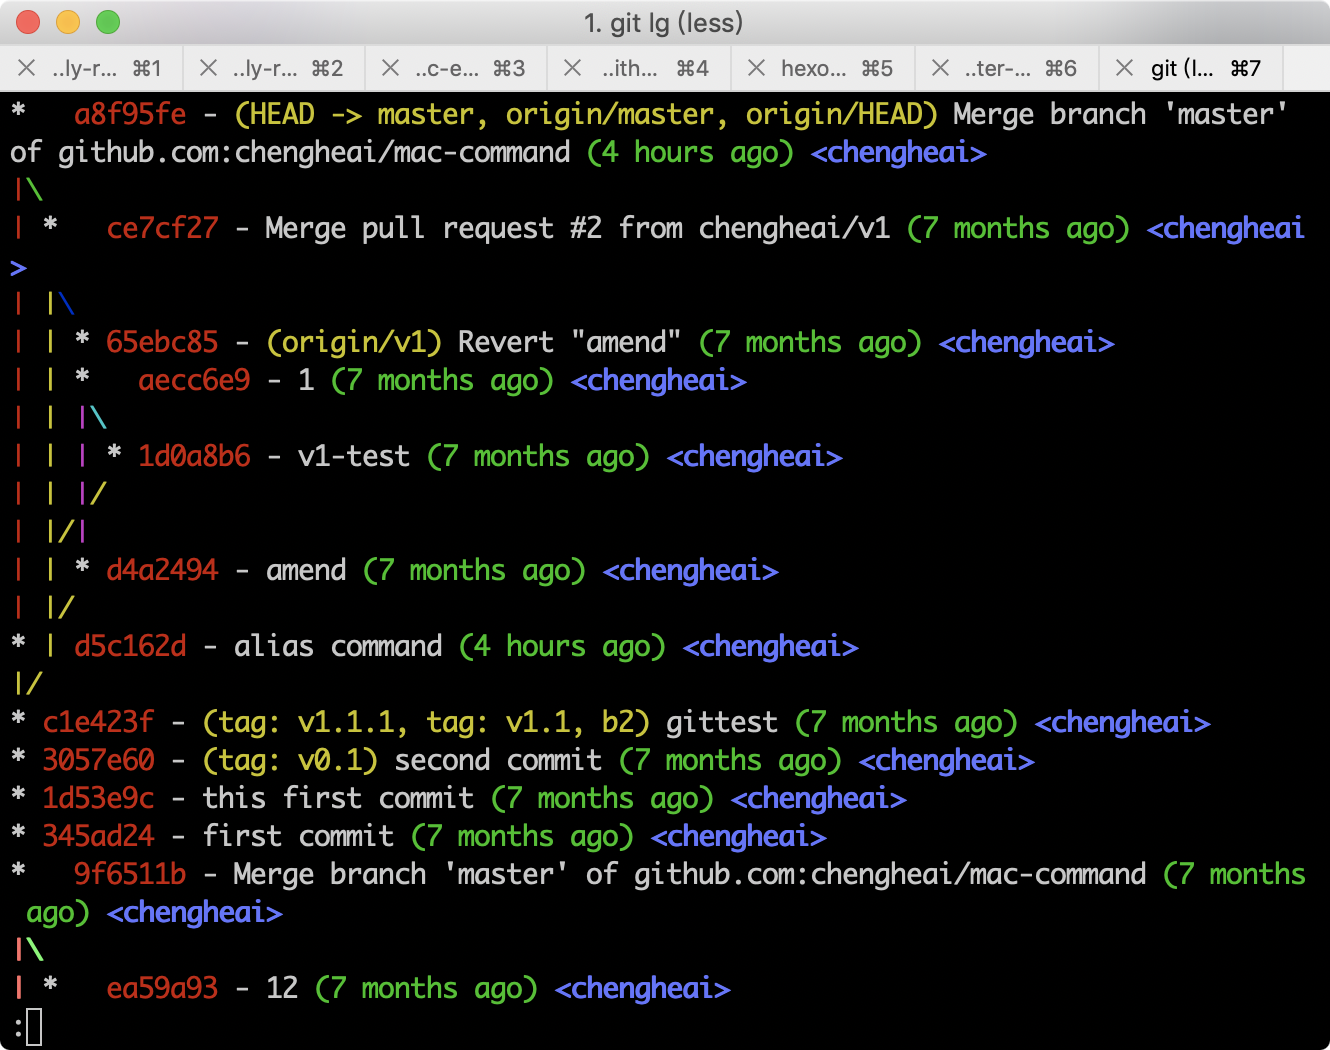 1. git lg (less)
..ly-r... ⌘1 ..ly-r... ⌘2 ..c-e... ⌘3 ..ith... ⌘4 hexo... ⌘5 ..ter-... ⌘6 git (l... ⌘7
*   a8f95fe - (HEAD -> master, origin/master, origin/HEAD) Merge branch 'master'
of github.com:chengheai/mac-command (4 hours ago) <chengheai>
|\
| *   ce7cf27 - Merge pull request #2 from chengheai/v1 (7 months ago) <chengheai
>
| |\
| | * 65ebc85 - (origin/v1) Revert "amend" (7 months ago) <chengheai>
| | *   aecc6e9 - 1 (7 months ago) <chengheai>
| | |\
| | | * 1d0a8b6 - v1-test (7 months ago) <chengheai>
| | |/
| |/|
| | * d4a2494 - amend (7 months ago) <chengheai>
| |/
* | d5c162d - alias command (4 hours ago) <chengheai>
|/
* c1e423f - (tag: v1.1.1, tag: v1.1, b2) gittest (7 months ago) <chengheai>
* 3057e60 - (tag: v0.1) second commit (7 months ago) <chengheai>
* 1d53e9c - this first commit (7 months ago) <chengheai>
* 345ad24 - first commit (7 months ago) <chengheai>
*   9f6511b - Merge branch 'master' of github.com:chengheai/mac-command (7 months
 ago) <chengheai>
|\
| *   ea59a93 - 12 (7 months ago) <chengheai>
: